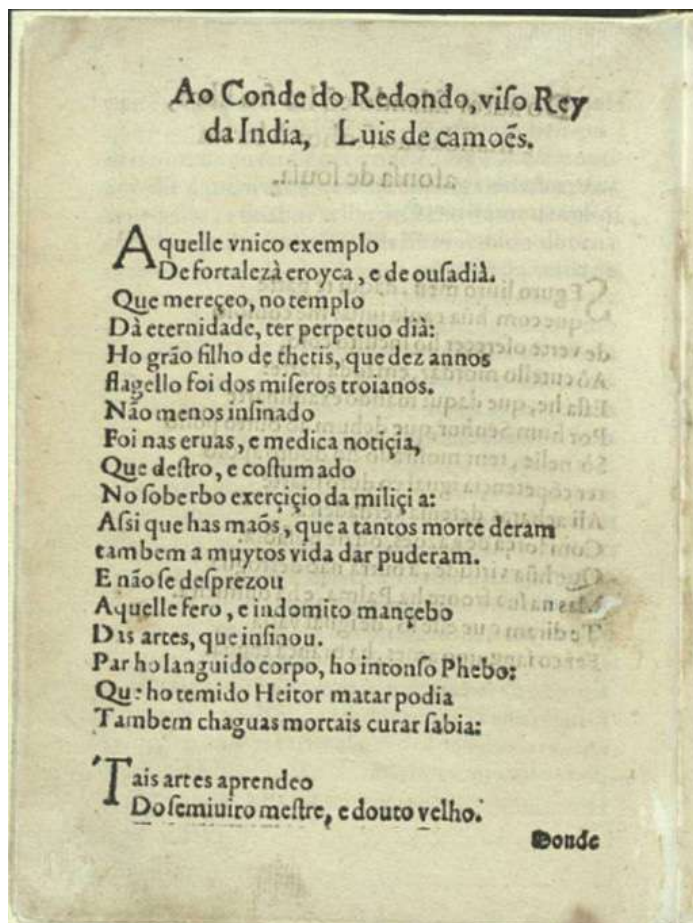 Ao Conde do Redondo, viſo Rey
da India, Luis de camoẽs.
Aquelle vnico exemplo
De fortalezà eroyca, e de ouſadià.
Que mereçeo, no templo
Dà eternidade, ter perpetuo dià:
Ho grão filho de thetis, que dez annos
flagello foi dos miſeros troianos.
Não menos inſinado
Foi nas eruas, e medica notiçia,
Que deſtro, e coſtumado
No ſoberbo exerçiçio da miliçia:
Aſſi que has maõs, que a tantos morte deram
tambem a muytos vida dar puderam.
E não ſe deſprezou
Aquelle fero, e indomito mançebo
Das artes, que inſinou.
Par ho languido corpo, ho intonſo Phebo:
Que ho temido Heitor matar podia
Tambem chaguas mortais curar ſabia:
Tais artes aprendeo
Do ſemiuiro meſtre, e douto velho.
Donde